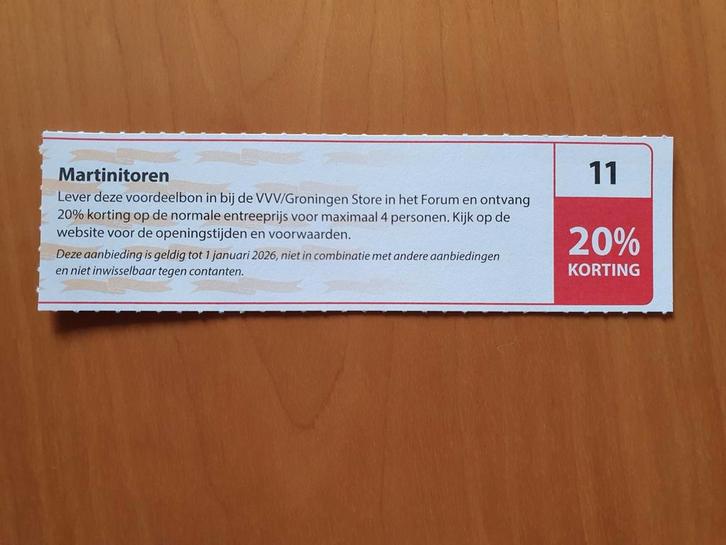 Martinitoren
Lever deze voordeelbon in bij de VVV/Groningen Store in het Forum en ontvang
20% korting op de normale entreeprijs voor maximaal 4 personen. Kijk op de
website voor de openingstijden en voorwaarden.
Deze aanbieding is geldig tot 1 januari 2026, niet in combinatie met andere aanbiedingen
en niet inwisselbaar tegen contanten.
11
20%
KORTING